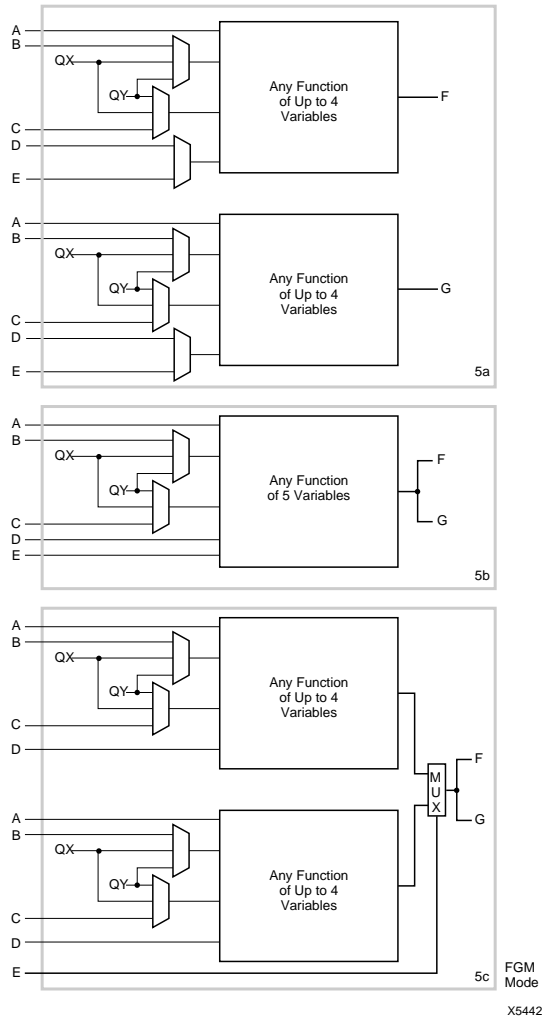 A
B
QX
QY
C
D
E
Any Function
of Up to 4
Variables
F
A
B
QX
QY
C
D
E
Any Function
of Up to 4
Variables
G
5a
A
B
QX
QY
C
D
E
Any Function
of 5 Variables
F
G
5b
A
B
QX
QY
C
D
Any Function
of Up to 4
Variables
M
U
X
F
G
A
B
QX
QY
C
D
E
Any Function
of Up to 4
Variables
5c
FGM
Mode
X5442